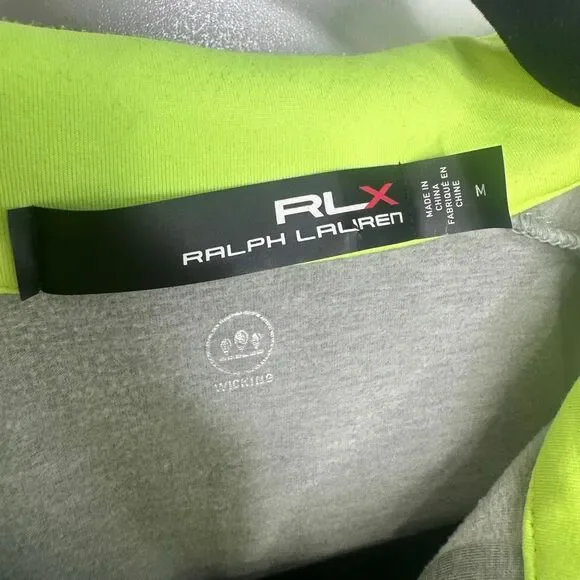 RLX
RALPH LAUREN
MADE IN
CHINA
FABRIQUÉ EN
CHINE
M
WICKING